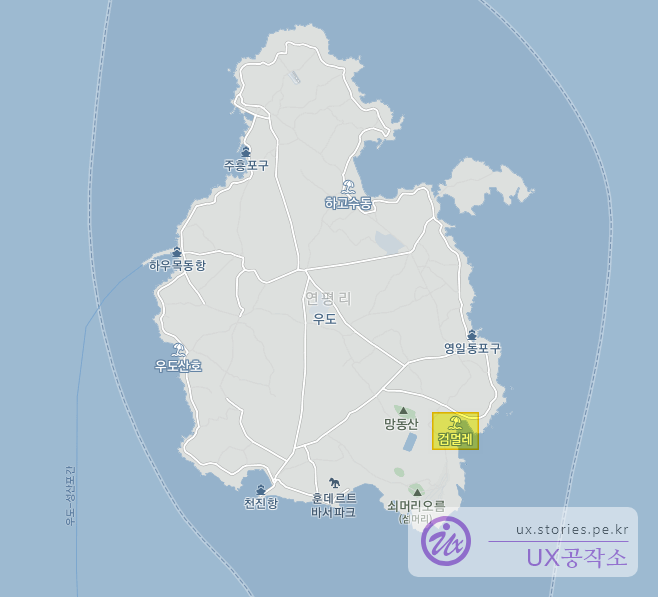 주흥포구
하고수동
하우목동항
연평리
우도
영일동포구
우도산호
망동산
검멀레
우도-성산포간
천진항
훈데르트
바서파크
쇠머리오름
(섬머리)
ux.stories.pe.kr
Ux
UX공작소